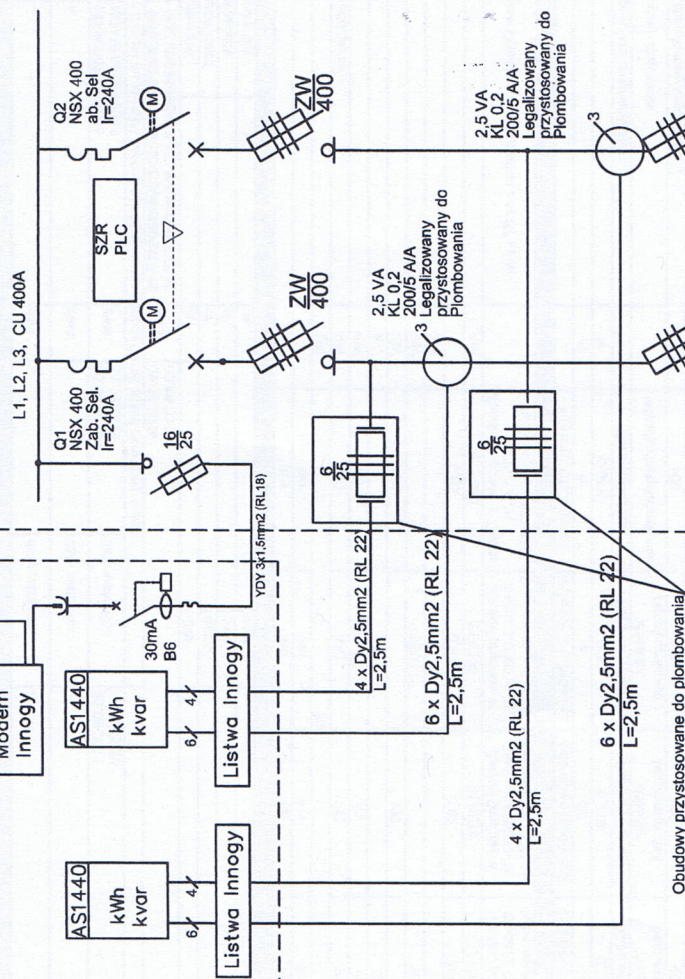 L1, L2, L3, CU 400A
Q1
NSX 400
Zab. Sel.
Ir=240A
Q2
NSX 400
ab. Sel
Ir=240A
M
M
SZR
PLC
16
25
ZW
400
ZW
400
2,5 VA
KL 0,2
200/5 A/A
Legalizowany
przystosowany do
Plombowania
3
2,5 VA
KL 0,2
200/5 A/A
Legalizowany
przystosowany do
Plombowania
3
6
25
6
25
YDY 3x1,5mm2 (RL18)
30mA
B6
Modem
Innogy
AS1440
kWh
kvar
6
4
Listwa Innogy
AS1440
kWh
kvar
6
4
Listwa Innogy
4 x Dy2,5mm2 (RL 22)
L=2,5m
6 x Dy2,5mm2 (RL 22)
L=2,5m
4 x Dy2,5mm2 (RL 22)
L=2,5m
6 x Dy2,5mm2 (RL 22)
L=2,5m
Obudowy przystosowane do plombowania